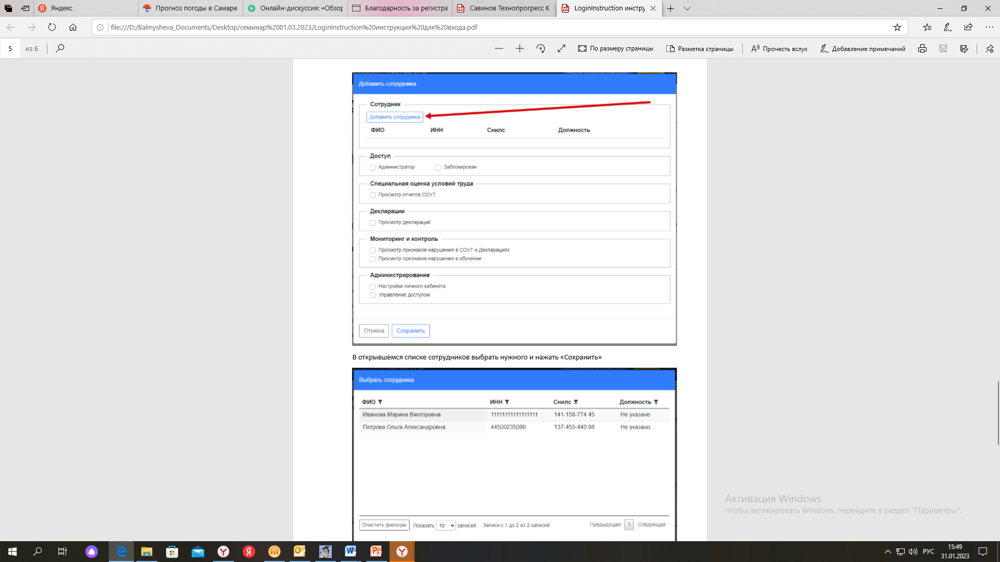 Яндекс
Прогноз погоды в Самаре
Онлайн-дискуссия: «Обзор
Благодарность за регистра
Савинов Технопрогресс К
LoginInstruction инстру
file:///D:/Balmysheva_Documents/Desktop/семинар%2001.03.2023/LoginInstruction%20инструкция%20для%20входа.pdf
5 из 6
По размеру страницы
Разметка страницы
Прочесть вслух
Добавление примечаний
Добавить сотрудника
Сотрудник
Добавить сотрудника
ФИО ИНН Снилс Должность
Доступ
Администратор Заблокирован
Специальная оценка условий труда
Просмотр отчетов СОУТ
Декларации
Просмотр деклараций
Мониторинг и контроль
Просмотр признаков нарушения в СОУТ и Декларациях
Просмотр признаков нарушения в обучении
Администрирование
Настройки личного кабинета
Управление доступом
Отмена Сохранить
В открывшемся списке сотрудников выбрать нужного и нажать «Сохранить»
Выбрать сотрудника
ФИО ИНН Снилс Должность
Иванова Марина Викторовна 11111111111111111 141-158-774 45 Не указано
Петрова Ольга Александровна 44500235080 137-455-440 98 Не указано
Очистить фильтры Показать 10 записей Записи с 1 до 2 из 2 записей Предыдущая 1 Следующая
Активация Windows
Чтобы активировать Windows, перейдите в раздел "Параметры".
РУС
15:49
31.01.2023